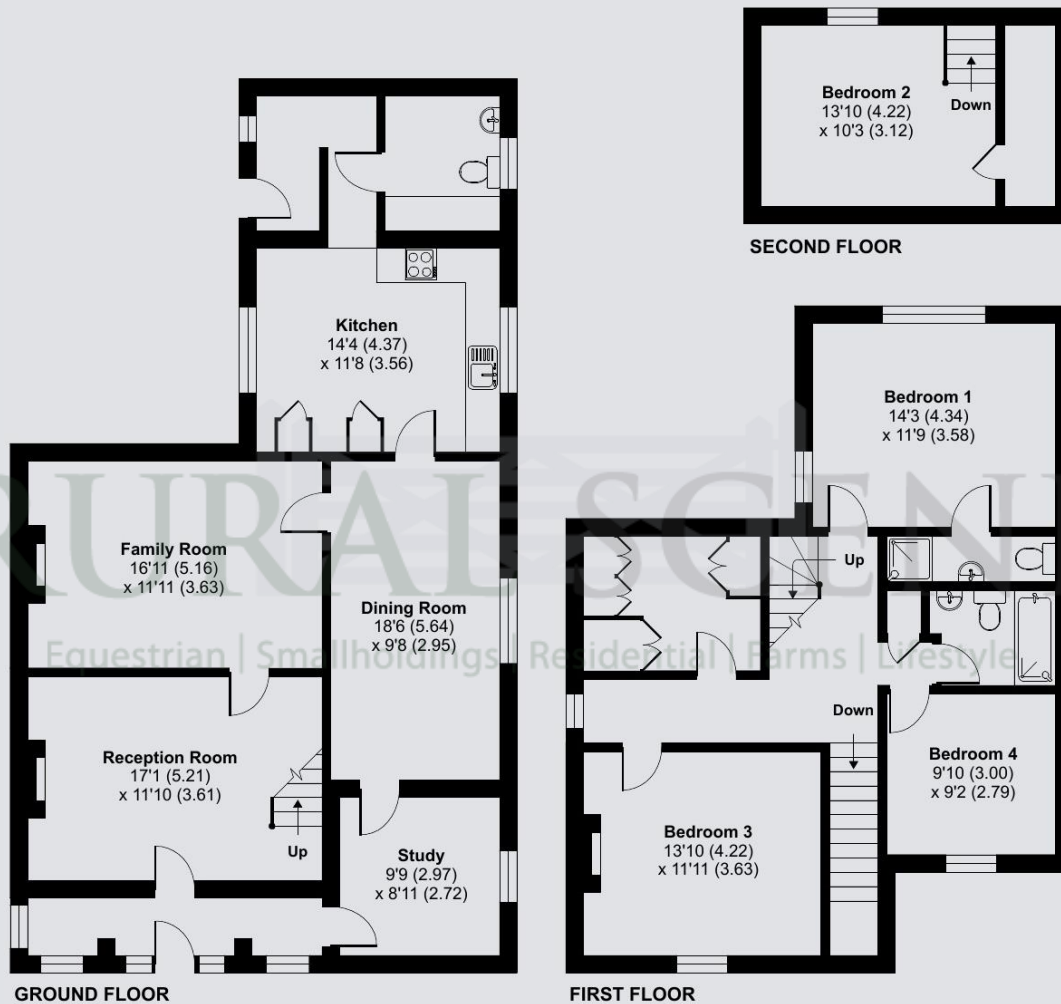 Bedroom 2
13'10 (4.22)
x 10'3 (3.12)
Down
SECOND FLOOR
Kitchen
14'4 (4.37)
x 11'8 (3.56)
Bedroom 1
14'3 (4.34)
x 11'9 (3.58)
RURAL SCEN
Family Room
16'11 (5.16)
x 11'11 (3.63)
Dining Room
18'6 (5.64)
x 9'8 (2.95)
Up
Equestrian | Smallholdings | Residential | Farms | Lifestyle
Reception Room
17'1 (5.21)
x 11'10 (3.61)
Up
Study
9'9 (2.97)
x 8'11 (2.72)
Down
Bedroom 4
9'10 (3.00)
x 9'2 (2.79)
Bedroom 3
13'10 (4.22)
x 11'11 (3.63)
GROUND FLOOR
FIRST FLOOR